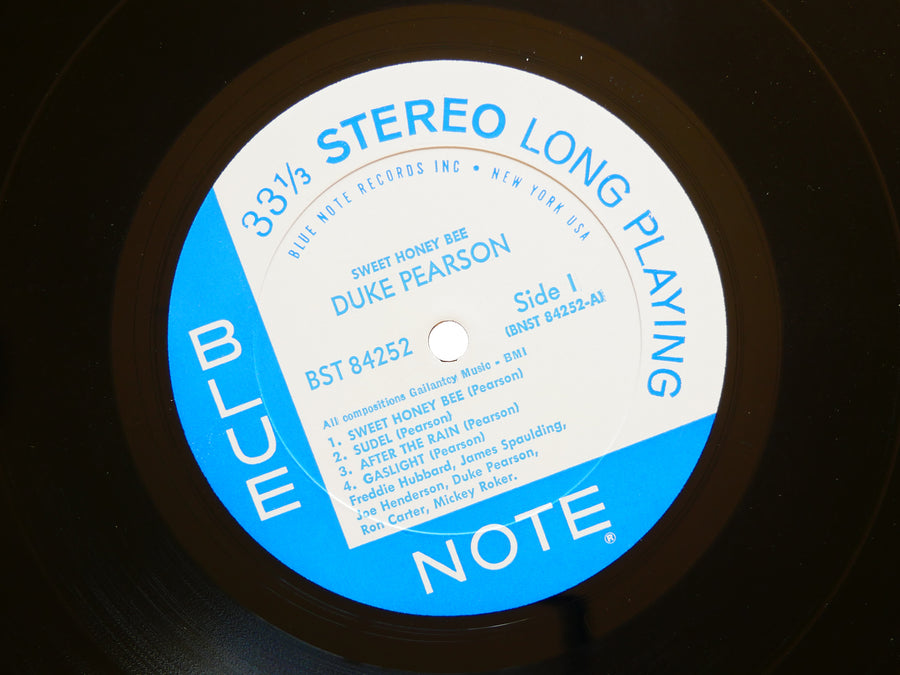 33⅓ STEREO LONG PLAYING
BLUE NOTE RECORDS INC • NEW YORK USA
SWEET HONEY BEE
DUKE PEARSON
Side 1
(BNST 84252-A)
BST 84252
All compositions Gailantcy Music - BMI
1. SWEET HONEY BEE (Pearson)
2. SUDEL (Pearson)
3. AFTER THE RAIN (Pearson)
4. GASLIGHT (Pearson)
Freddie Hubbard, James Spaulding,
Joe Henderson, Duke Pearson,
Ron Carter, Mickey Roker.
BLUE
NOTE®